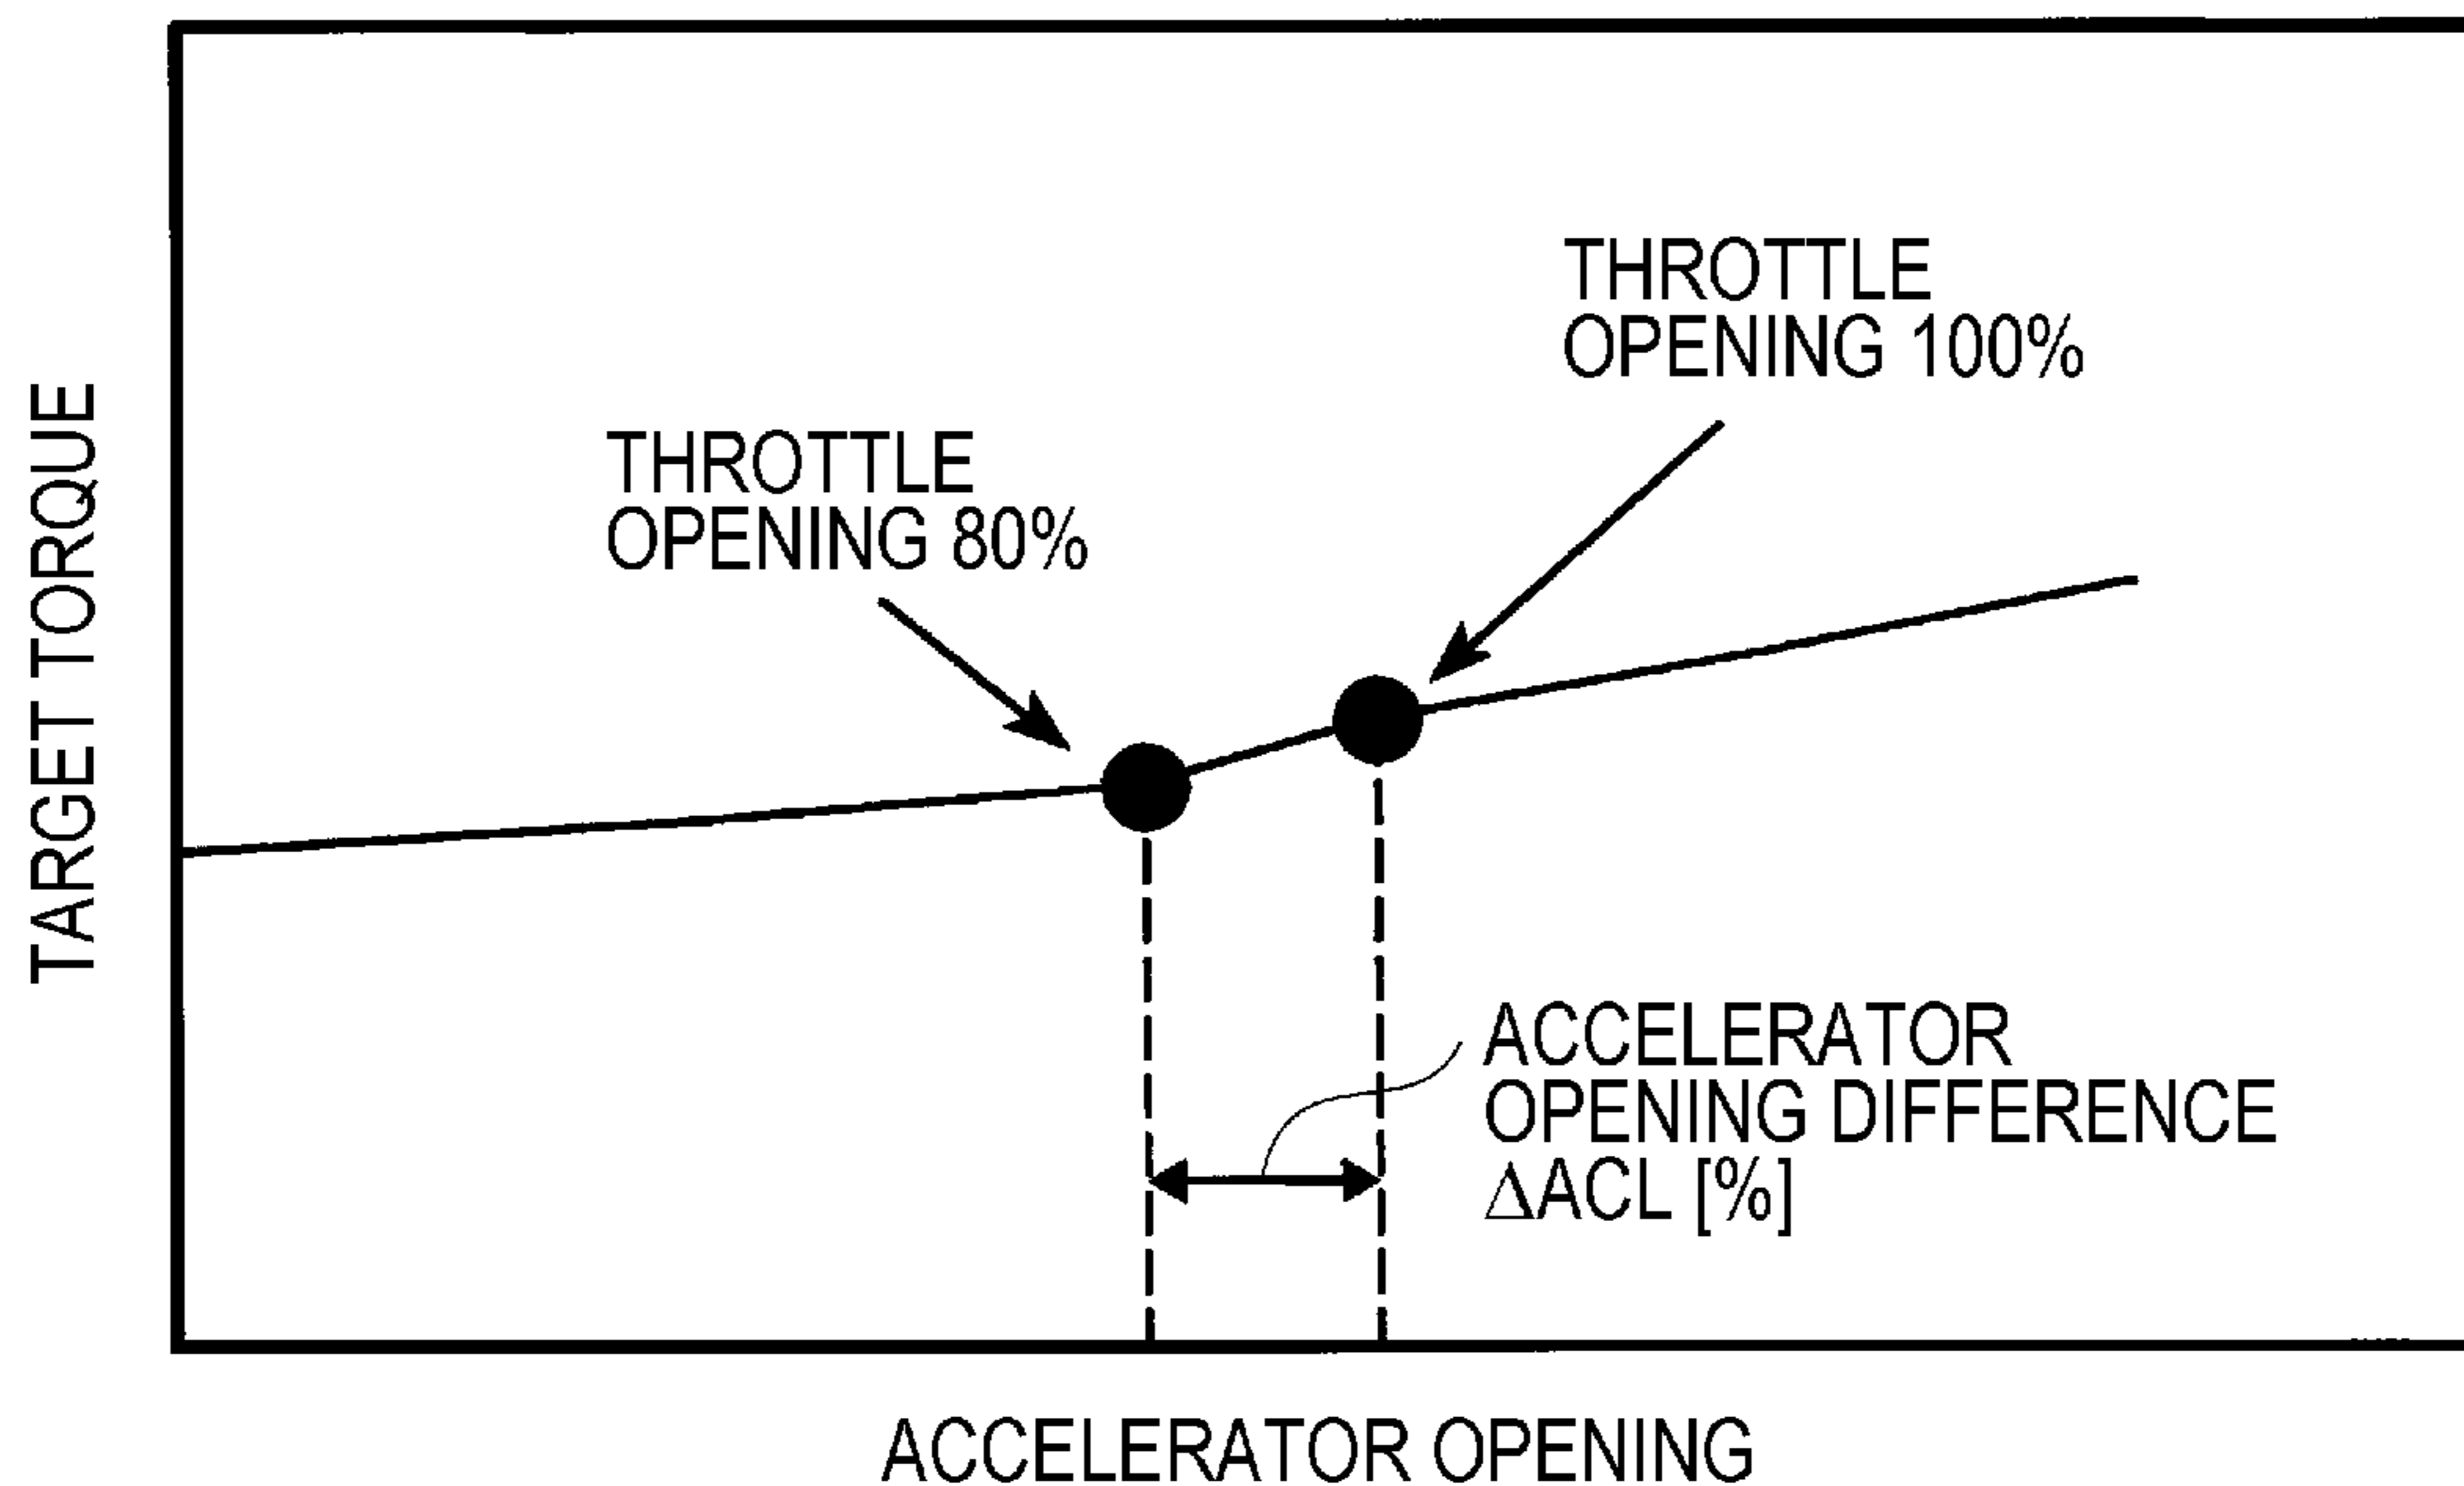 THROTTLE
OPENING 100%
THROTTLE
OPENING 80%
TARGET TORQUE
ACCELERATOR
OPENING DIFFERENCE
ΔACL [%]
ACCELERATOR OPENING